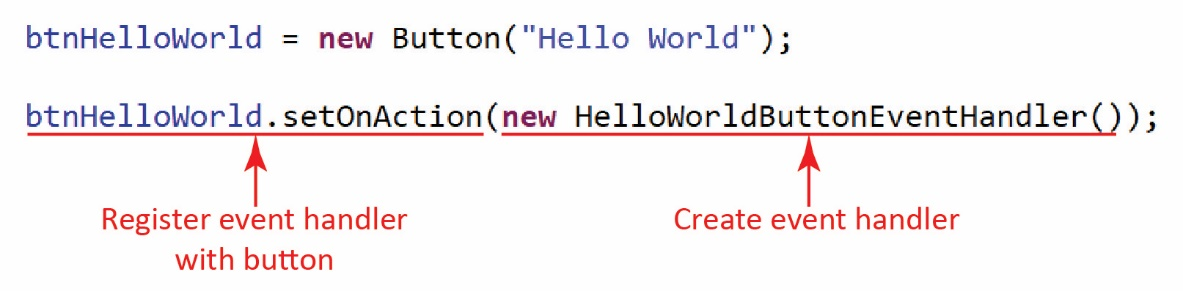 btnHelloWorld = new Button("Hello World");
btnHelloWorld.setOnAction(new HelloWorldButtonEventHandler());
Register event handler
with button
Create event handler